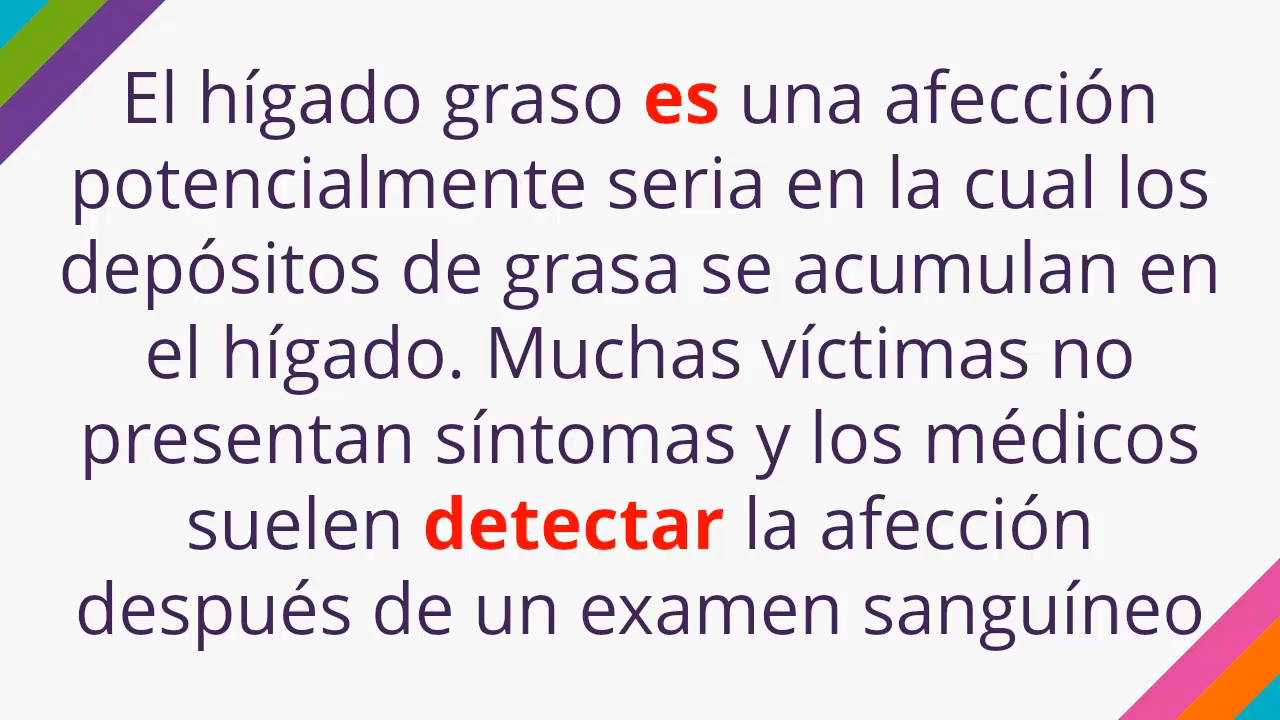 El hígado graso es una afección
potencialmente seria en la cual los
depósitos de grasa se acumulan en
el hígado. Muchas víctimas no
presentan síntomas y los médicos
suelen detectar la afección
después de un examen sanguíneo